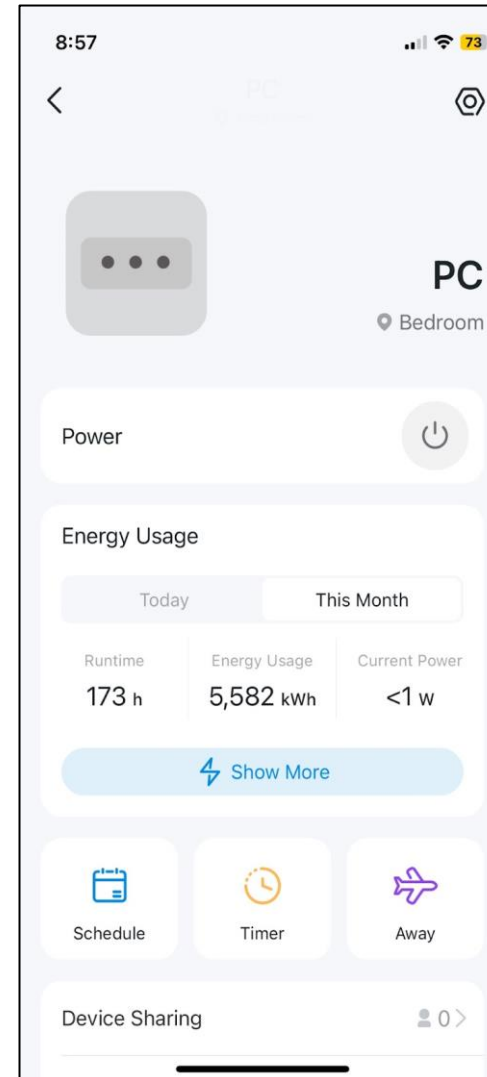 8:57
73
PC
Bedroom
Power
Energy Usage
Today This Month
Runtime Energy Usage Current Power
173 h 5,582 kWh <1 w
Show More
Schedule Timer Away
Device Sharing 0